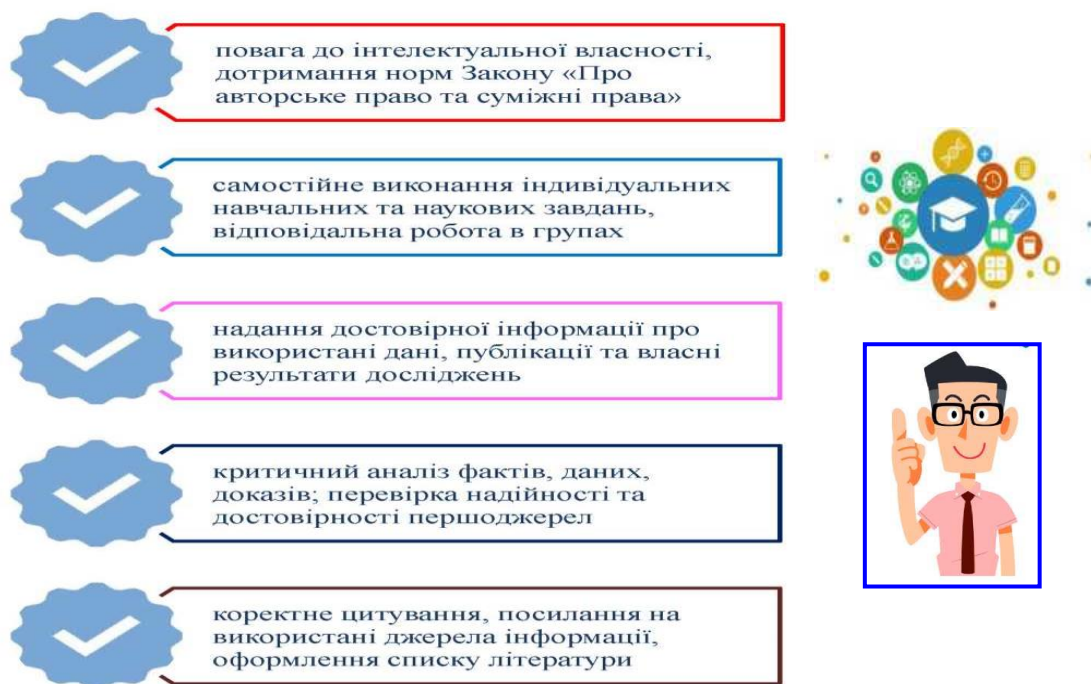 повага до інтелектуальної власності,
дотримання норм Закону «Про
авторське право та суміжні права»
самостійне виконання індивідуальних
навчальних та наукових завдань,
відповідальна робота в групах
надання достовірної інформації про
використані дані, публікації та власні
результати досліджень
критичний аналіз фактів, даних,
доказів; перевірка надійності та
достовірності першоджерел
коректне цитування, посилання на
використані джерела інформації,
оформлення списку літератури